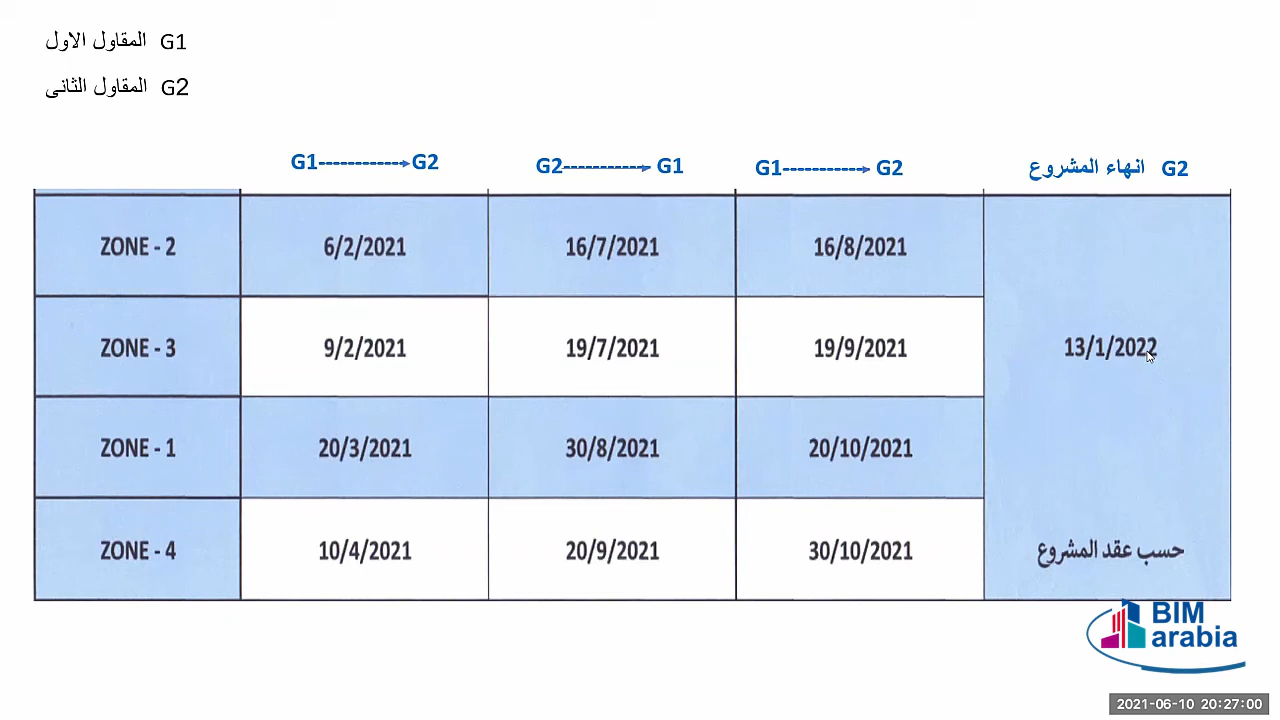 G1 المقاول الاول
G2 المقاول الثانى
G1------------G2 G2-----------G1 G1-----------G2 G2 انهاء المشروع
ZONE - 2 6/2/2021 16/7/2021 16/8/2021
ZONE - 3 9/2/2021 19/7/2021 19/9/2021 13/1/2022
ZONE - 1 20/3/2021 30/8/2021 20/10/2021
ZONE - 4 10/4/2021 20/9/2021 30/10/2021 حسب عقد المشروع
BIM
arabia
2021-06-10 20:27:00